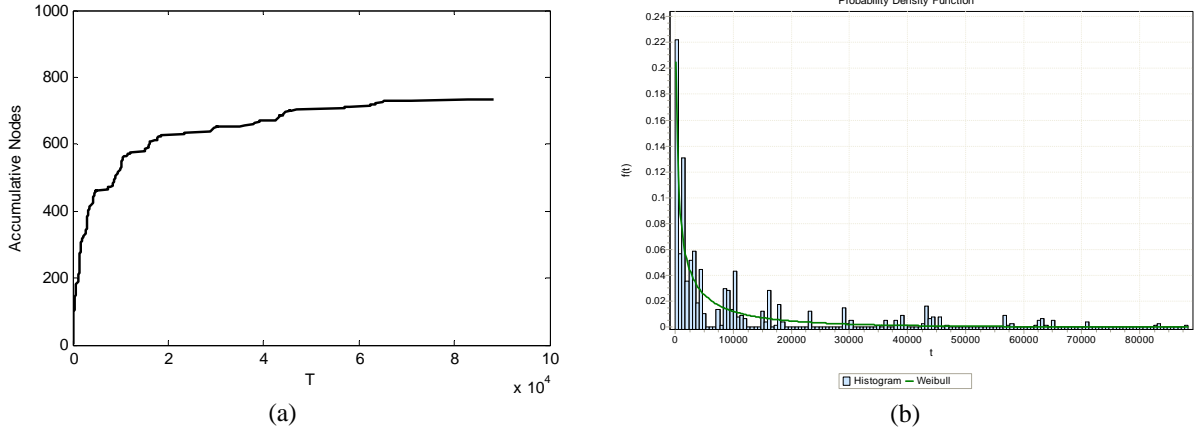 1000
800
600
400
200
0
Accumulative Nodes
0 2 4 6 8 10
x 10^4
T
(a)
Probability Density Function
0.24
0.22
0.2
0.18
0.16
0.14
0.12
0.1
0.08
0.06
0.04
0.02
0
f(t)
0 10000 20000 30000 40000 50000 60000 70000 80000
t
Histogram Weibull
(b)